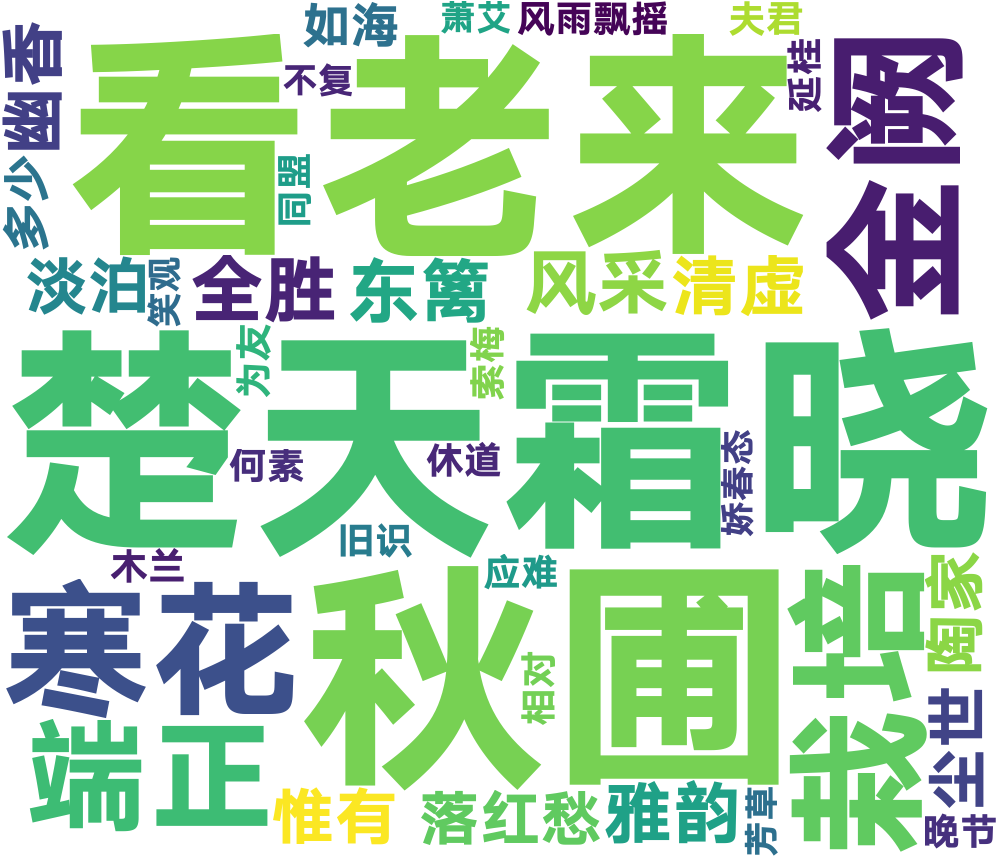 如海
萧艾
风雨飘摇
夫君
幽香
不复
延桂
金阙
看老来
同盟
多少
淡泊
笑观
全胜
东篱
风采
清虚
为友
索梅
楚天霜晓
何素
休道
娇春态
旧识
木兰
应难
寒花
秋圃
栽培
陶家
相对
端正
尘世
惟有
落红愁
雅韵
芳草
晚节